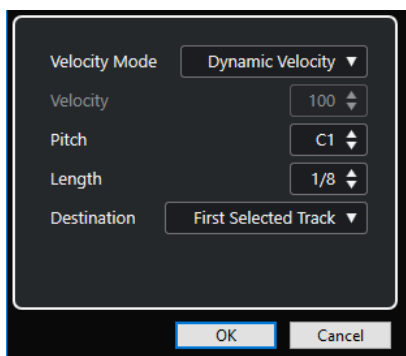 Velocity Mode Dynamic Velocity
Velocity 100
Pitch C1
Length 1/8
Destination First Selected Track
OK Cancel